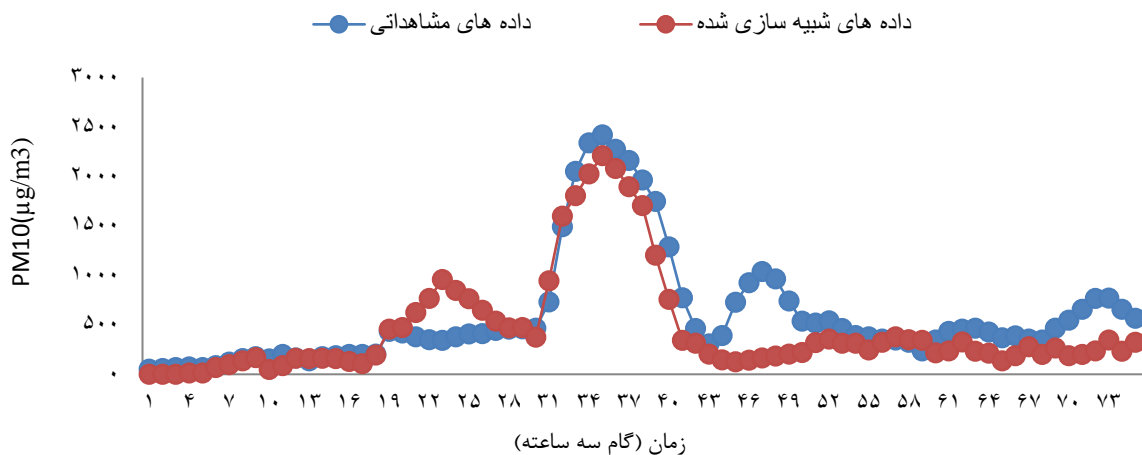 داده های مشاهداتی داده های شبیه سازی شده
۳۰۰۰
۲۵۰۰
۲۰۰۰
۱۵۰۰
۱۰۰۰
۵۰۰
۰
PM10(µg/m3)
۱ ۴ ۷ ۱۰ ۱۳ ۱۶ ۱۹ ۲۲ ۲۵ ۲۸ ۳۱ ۳۴ ۳۷ ۴۰ ۴۳ ۴۶ ۴۹ ۵۲ ۵۵ ۵۸ ۶۱ ۶۴ ۶۷ ۷۰ ۷۳
زمان (گام سه ساعته)